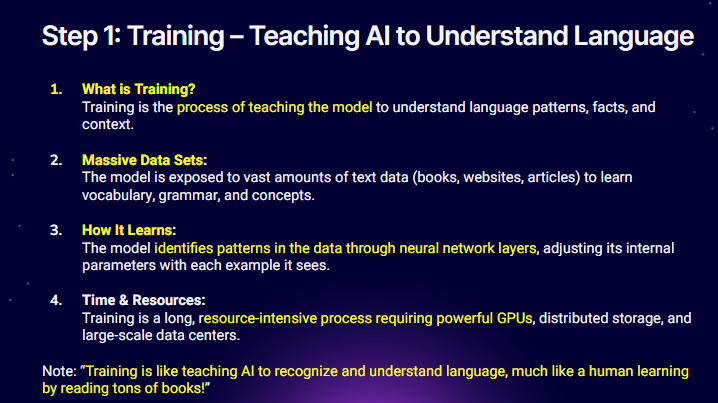 Step 1: Training – Teaching AI to Understand Language
1. What is Training?
Training is the process of teaching the model to understand language patterns, facts, and
context.
2. Massive Data Sets:
The model is exposed to vast amounts of text data (books, websites, articles) to learn
vocabulary, grammar, and concepts.
3. How It Learns:
The model identifies patterns in the data through neural network layers, adjusting its internal
parameters with each example it sees.
4. Time & Resources:
Training is a long, resource-intensive process requiring powerful GPUs, distributed storage, and
large-scale data centers.
Note: “Training is like teaching AI to recognize and understand language, much like a human learning
by reading tons of books!”